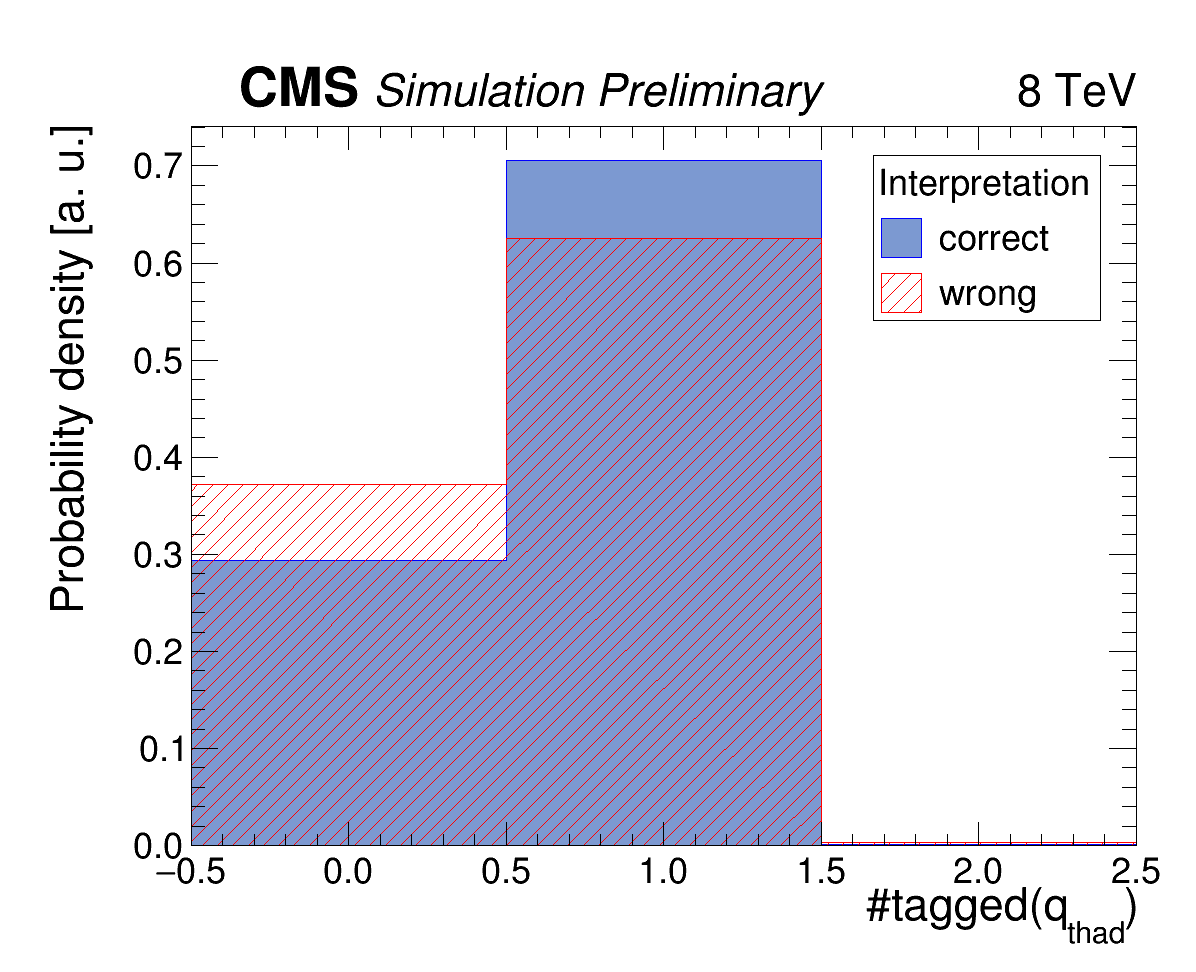 CMS Simulation Preliminary 8 TeV
Probability density [a. u.]
0.7
0.6
0.5
0.4
0.3
0.2
0.1
0.0
Interpretation
correct
wrong
−0.5 0.0 0.5 1.0 1.5 2.0 2.5
#tagged(q_thad)